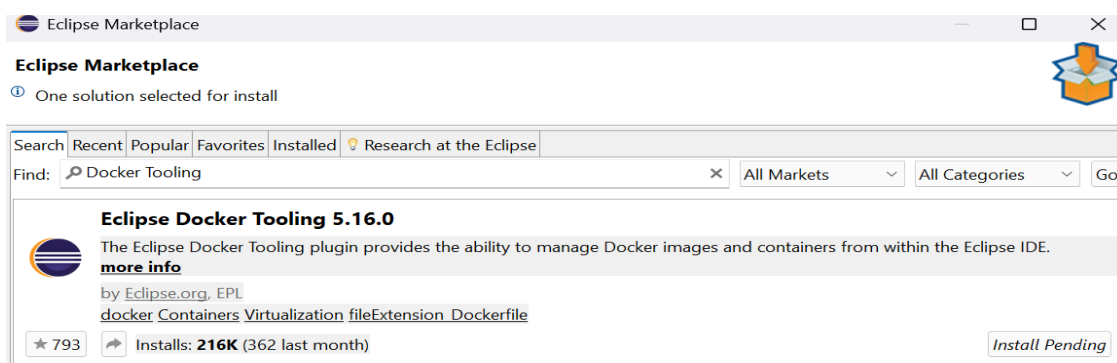 Eclipse Marketplace
Eclipse Marketplace
One solution selected for install
Search Recent Popular Favorites Installed Research at the Eclipse
Find: Docker Tooling All Markets All Categories Go
Eclipse Docker Tooling 5.16.0
The Eclipse Docker Tooling plugin provides the ability to manage Docker images and containers from within the Eclipse IDE.
more info
by Eclipse.org, EPL
docker Containers Virtualization fileExtension_Dockerfile
793 Installs: 216K (362 last month) Install Pending